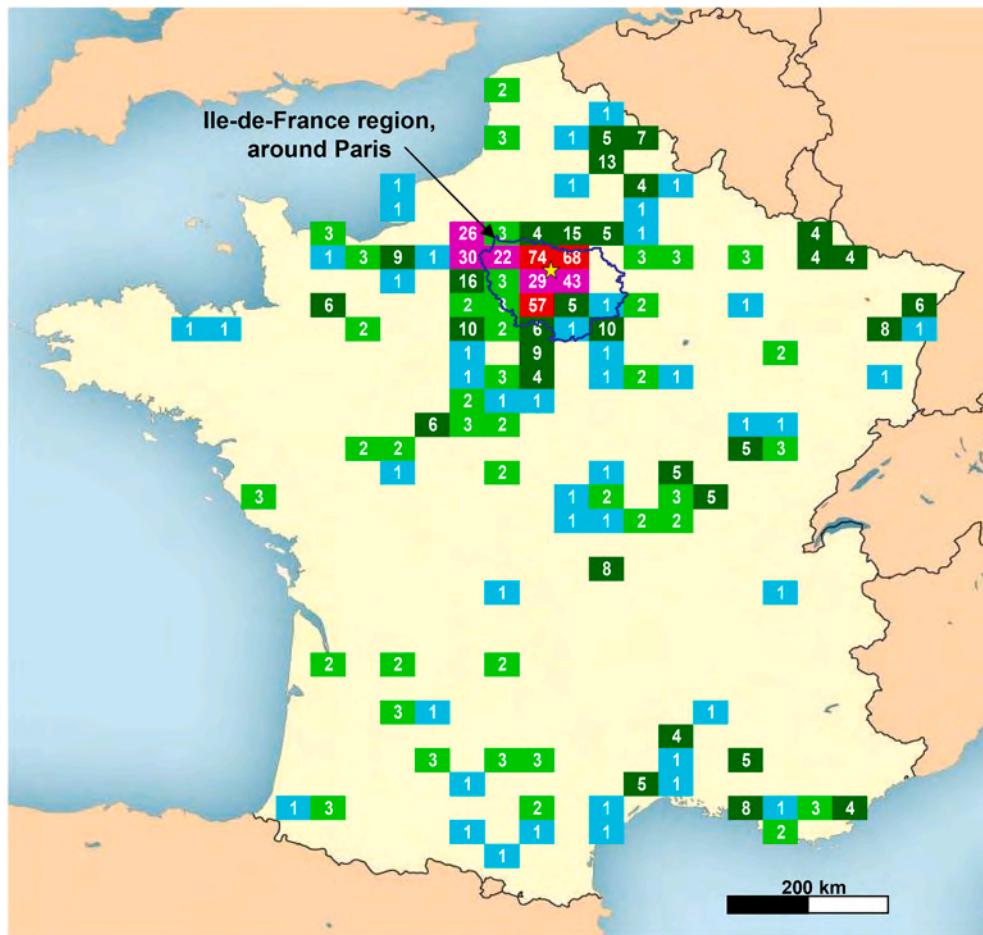 2
1
Ile-de-France region,
around Paris
3 1 5 7
13
1 1 4 1
1 1
3 26 3 4 15 5 1 4
1 3 9 1 30 22 74 68 3 3 3 4 4
1 16 3 29 43
6 2 57 5 1 2 1 6
1 1 2 10 2 6 1 10 8 1
1 9 1 2
1 3 4 1 2 1 1
2 1 1
6 3 2 1 1
2 2 5 3
1 2 1 5
3 1 2 3 5
1 1 2 2
8
1 1
2 2 2
3 1 1
4
3 3 3 1 5
1 5 1
1 3 2 1 8 1 3 4
1 1 1 2
1
200 km